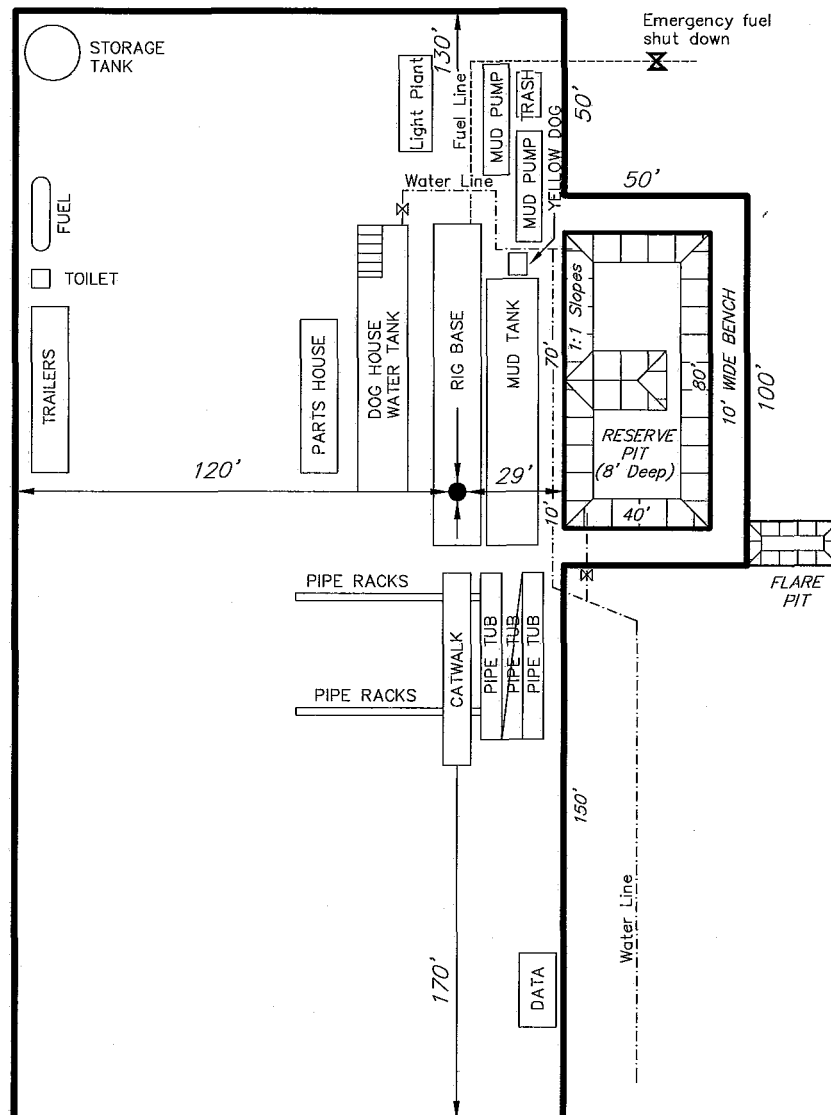 Emergency fuel
shut down
STORAGE
TANK
130'
Light Plant
Fuel Line
MUD PUMP
TRASH
50'
MUD PUMP
YELLOW DOG
Water Line
50'
FUEL
TOILET
TRAILERS
PARTS HOUSE
DOG HOUSE
WATER TANK
RIG BASE
MUD TANK
1:1 Slopes
70'
80'
10' WIDE BENCH
100'
RESERVE
PIT
(8' Deep)
120'
29'
10'
40'
FLARE
PIT
PIPE RACKS
PIPE RACKS
CATWALK
PIPE TUB
PIPE TUB
PIPE TUB
150'
Water Line
170'
DATA